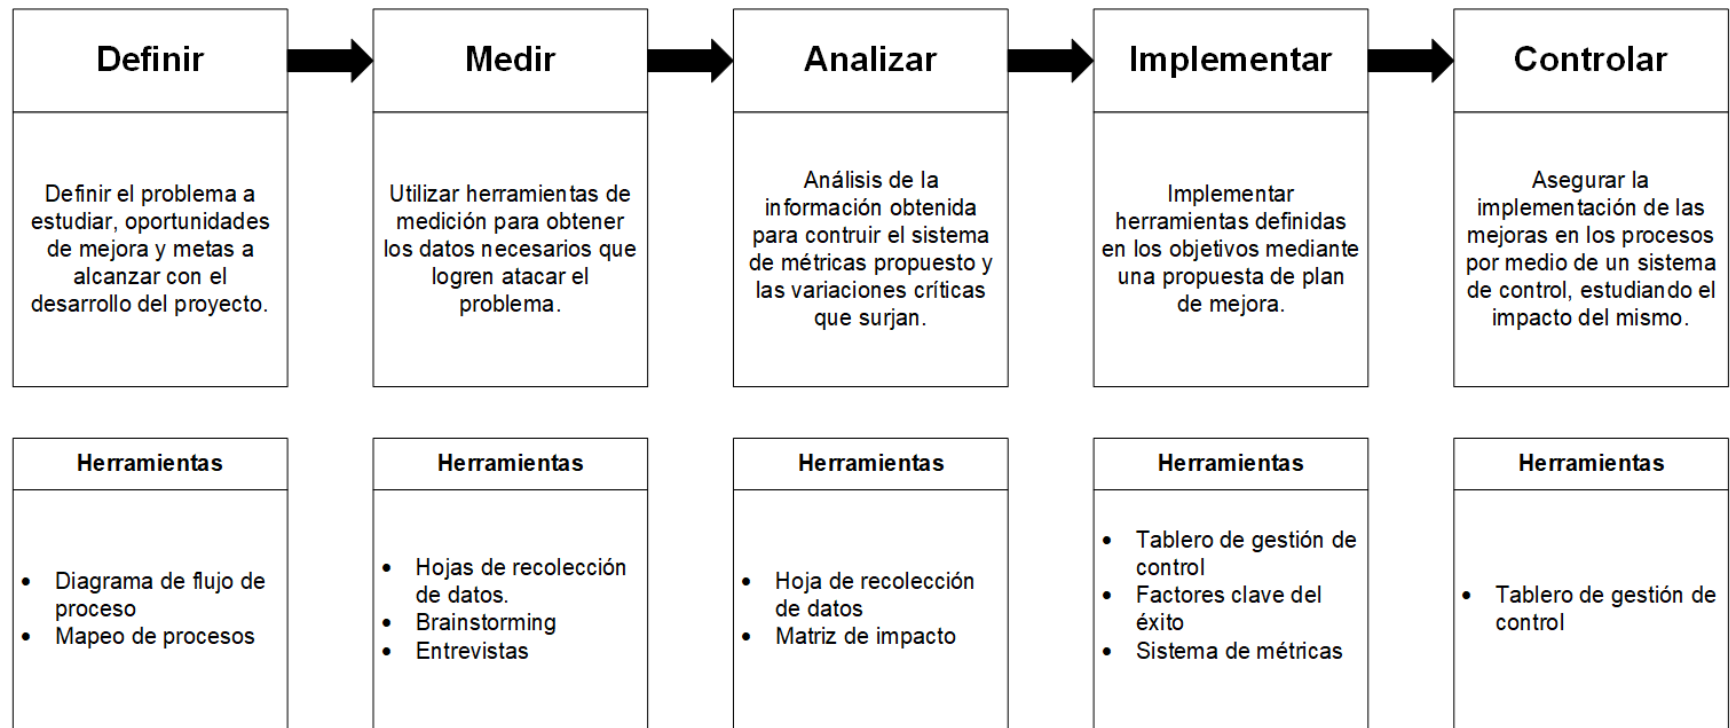 Definir
Medir
Analizar
Implementar
Controlar
Definir el problema a
estudiar, oportunidades
de mejora y metas a
alcanzar con el
desarrollo del proyecto.
Utilizar herramientas de
medición para obtener
los datos necesarios que
logren atacar el
problema.
Análisis de la
información obtenida
para contruir el sistema
de métricas propuesto y
las variaciones críticas
que surjan.
Implementar
herramientas definidas
en los objetivos mediante
una propuesta de plan
de mejora.
Asegurar la
implementación de las
mejoras en los procesos
por medio de un sistema
de control, estudiando el
impacto del mismo.
Herramientas
Herramientas
Herramientas
Herramientas
Herramientas
• Diagrama de flujo de
proceso
• Mapeo de procesos
• Hojas de recolección
de datos.
• Brainstorming
• Entrevistas
• Hoja de recolección
de datos
• Matriz de impacto
• Tablero de gestión de
control
• Factores clave del
éxito
• Sistema de métricas
• Tablero de gestión de
control